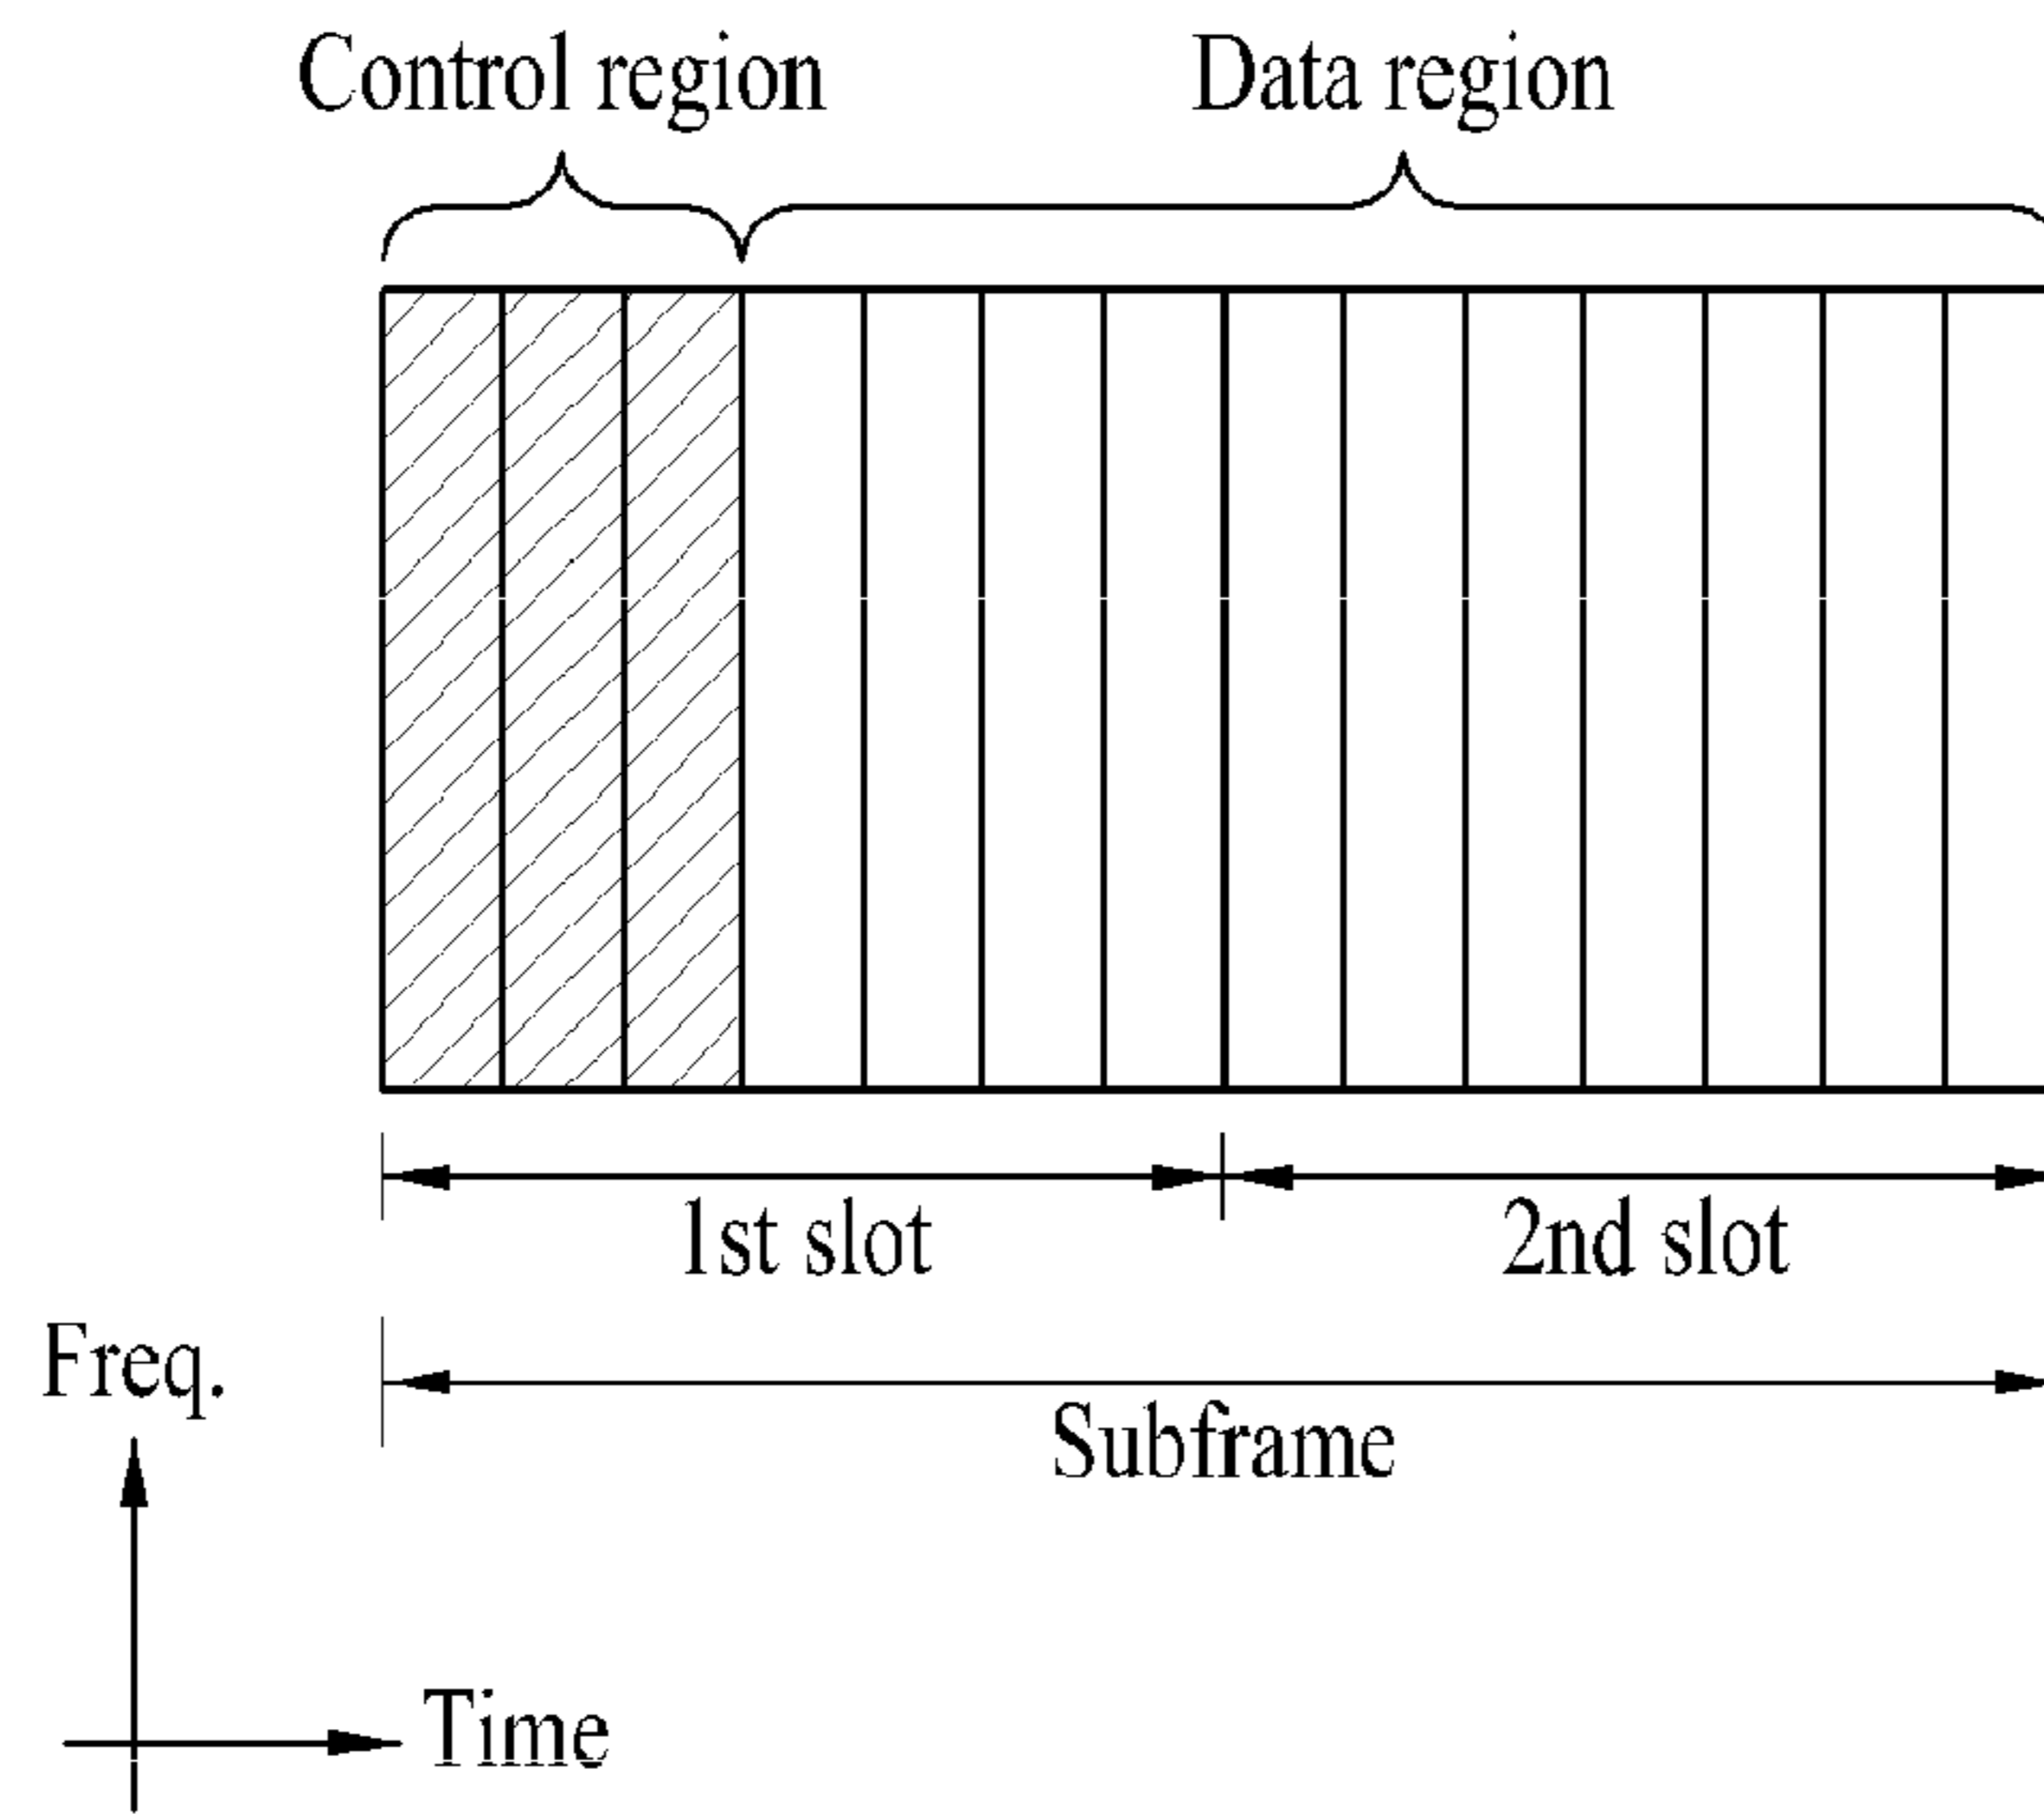 Control region
Data region
1st slot
2nd slot
Freq.
Subframe
Time